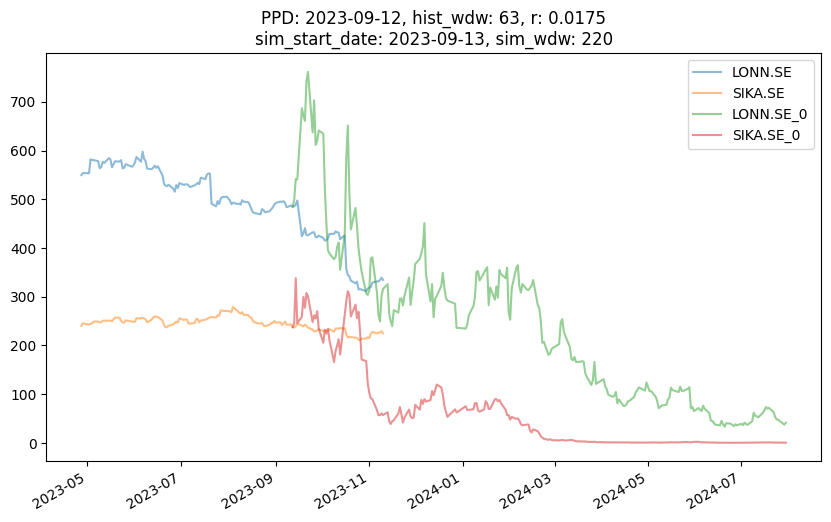 PPD: 2023-09-12, hist_wdw: 63, r: 0.0175
sim_start_date: 2023-09-13, sim_wdw: 220
LONN.SE
SIKA.SE
LONN.SE_0
SIKA.SE_0
700
600
500
400
300
200
100
0
2023-05
2023-07
2023-09
2023-11
2024-01
2024-03
2024-05
2024-07